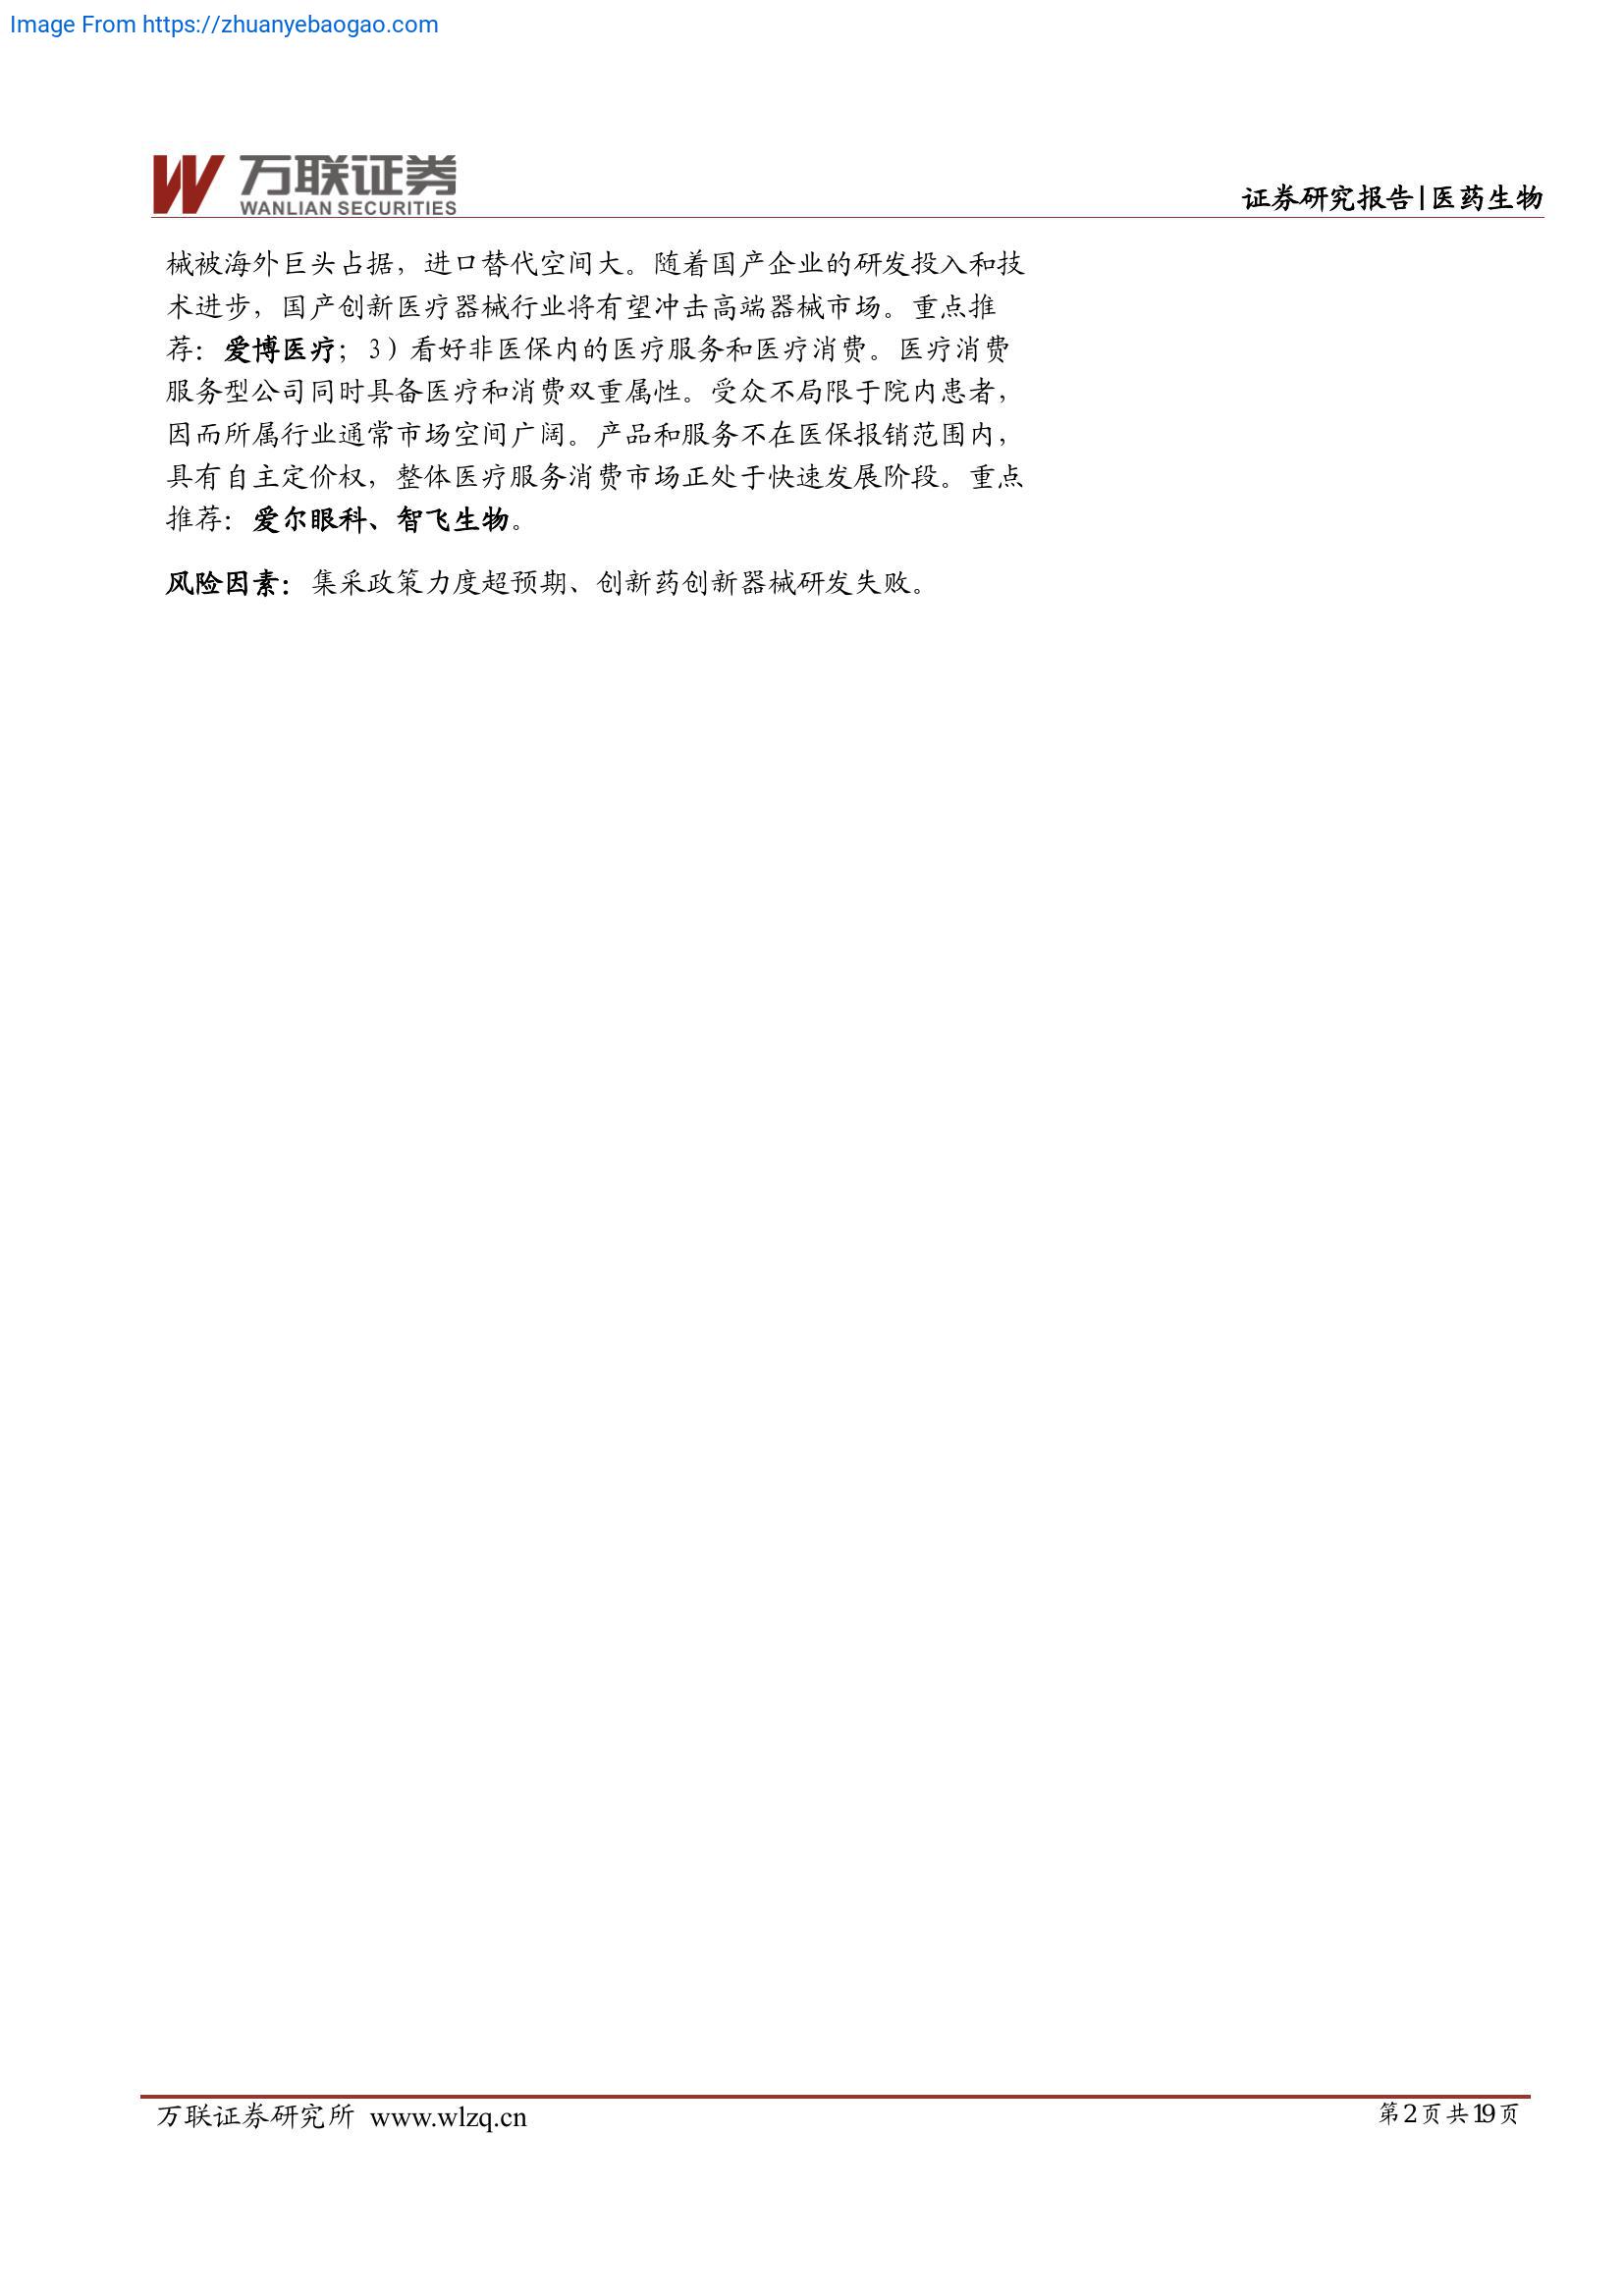 Image From https://zhuanyebaogao.com
万联证券
WANLIAN SECURITIES
证券研究报告|医药生物
械被海外巨头占据，进口替代空间大。随着国产企业的研发投入和技
术进步，国产创新医疗器械行业将有望冲击高端器械市场。重点推
荐：爱博医疗；3）看好非医保内的医疗服务和医疗消费。医疗消费
服务型公司同时具备医疗和消费双重属性。受众不局限于院内患者，
因而所属行业通常市场空间广阔。产品和服务不在医保报销范围内，
具有自主定价权，整体医疗服务消费市场正处于快速发展阶段。重点
推荐：爱尔眼科、智飞生物。
风险因素：集采政策力度超预期、创新药创新器械研发失败。
万联证券研究所 www.wlzq.cn
第2页共19页